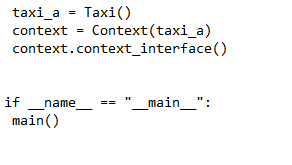 taxi_a = Taxi()
context = Context(taxi_a)
context.context_interface()
if __name__ == "__main__":
main()